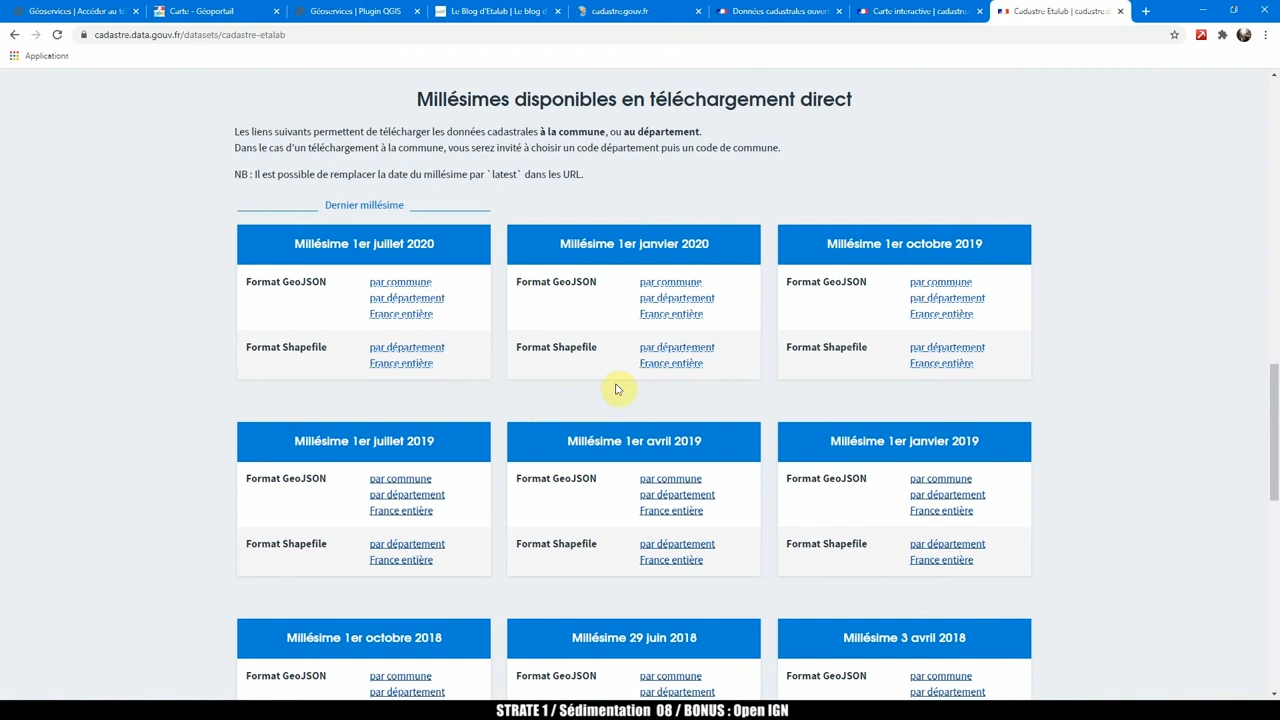 Géoservices | Accéder au té
Carte - Géoportail
Géoservices | Plugin QGIS
Le Blog d'Etalab | Le blog d'
cadastre.gouv.fr
Données cadastrales ouver
Carte interactive | cadastre.
Cadastre Etalab | cadastre.d
cadastre.data.gouv.fr/datasets/cadastre-etalab
Applications
Millésimes disponibles en téléchargement direct
Les liens suivants permettent de télécharger les données cadastrales à la commune, ou au département.
Dans le cas d'un téléchargement à la commune, vous serez invité à choisir un code département puis un code de commune.
NB : Il est possible de remplacer la date du millésime par `latest` dans les URL.
Dernier millésime
Millésime 1er juillet 2020
Format GeoJSON
par commune
par département
France entière
Format Shapefile
par département
France entière
Millésime 1er janvier 2020
Format GeoJSON
par commune
par département
France entière
Format Shapefile
par département
France entière
Millésime 1er octobre 2019
Format GeoJSON
par commune
par département
France entière
Format Shapefile
par département
France entière
Millésime 1er juillet 2019
Format GeoJSON
par commune
par département
France entière
Format Shapefile
par département
France entière
Millésime 1er avril 2019
Format GeoJSON
par commune
par département
France entière
Format Shapefile
par département
France entière
Millésime 1er janvier 2019
Format GeoJSON
par commune
par département
France entière
Format Shapefile
par département
France entière
Millésime 1er octobre 2018
Format GeoJSON
par commune
par département
Millésime 29 juin 2018
Format GeoJSON
par commune
par département
Millésime 3 avril 2018
Format GeoJSON
par commune
par département
STRATE 1 / Sédimentation 08 / BONUS : Open IGN